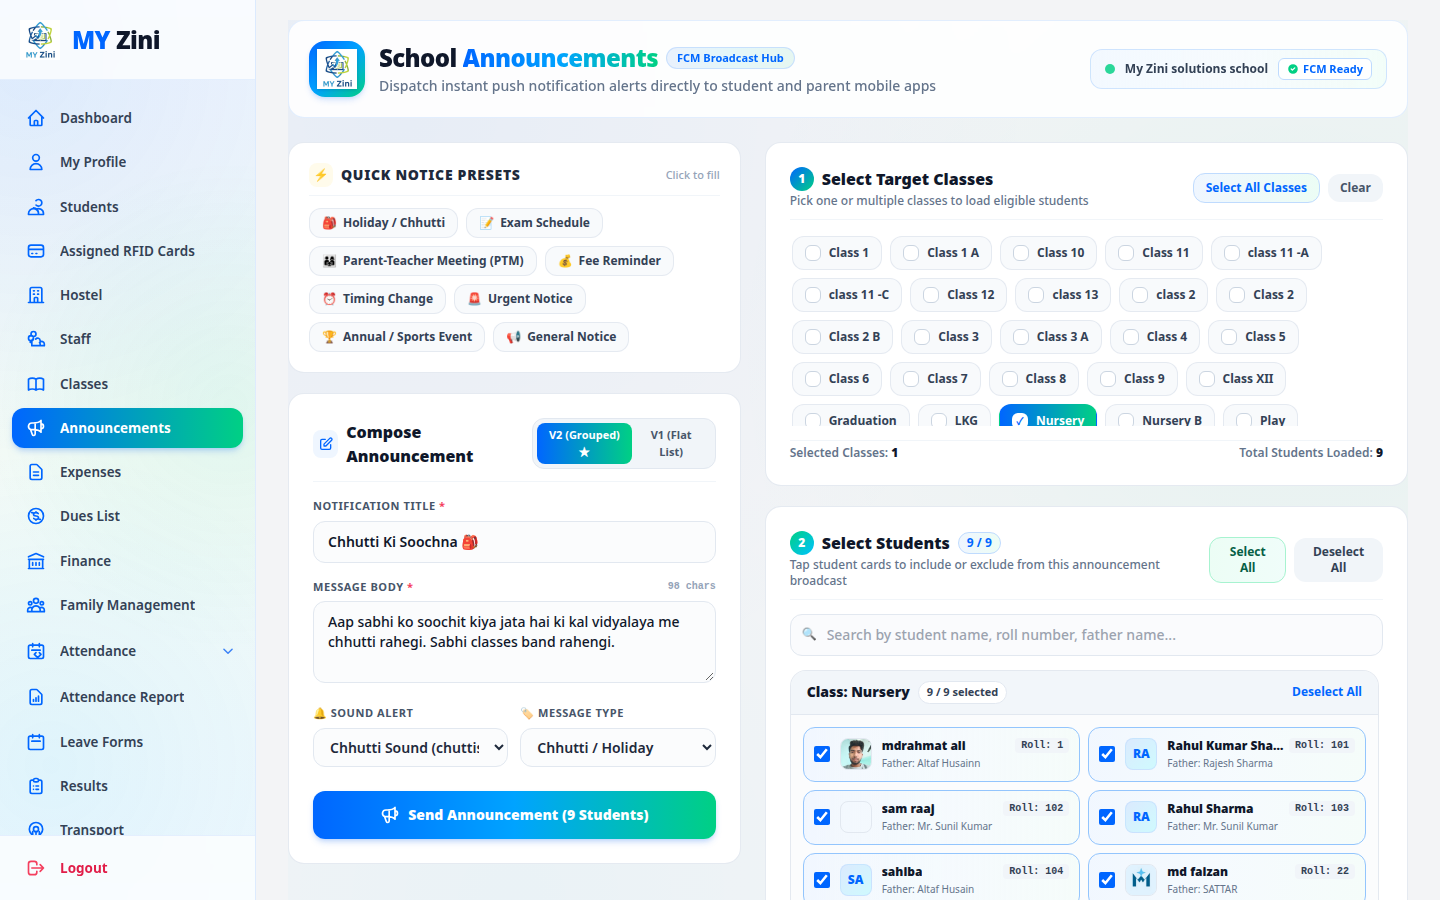 MY Zini
MY Zini
Dashboard
My Profile
Students
Assigned RFID Cards
Hostel
Staff
Classes
Announcements
Expenses
Dues List
Finance
Family Management
Attendance
Attendance Report
Leave Forms
Results
Transport
Logout
MY Zini
School Announcements
FCM Broadcast Hub
Dispatch instant push notification alerts directly to student and parent mobile apps
My Zini solutions school
FCM Ready
QUICK NOTICE PRESETS
Click to fill
Holiday / Chhutti
Exam Schedule
Parent-Teacher Meeting (PTM)
Fee Reminder
Timing Change
Urgent Notice
Annual / Sports Event
General Notice
Compose
Announcement
V2 (Grouped)
★
V1 (Flat
List)
NOTIFICATION TITLE *
Chhutti Ki Soochna 🎒
MESSAGE BODY *
98 chars
Aap sabhi ko soochit kiya jata hai ki kal vidyalaya me
chhutti rahegi. Sabhi classes band rahengi.
SOUND ALERT
MESSAGE TYPE
Chhutti Sound (chuttis
Chhutti / Holiday
Send Announcement (9 Students)
1
Select Target Classes
Pick one or multiple classes to load eligible students
Select All Classes
Clear
Class 1
Class 1 A
Class 10
Class 11
class 11 -A
class 11 -C
Class 12
class 13
class 2
Class 2
Class 2 B
Class 3
Class 3 A
Class 4
Class 5
Class 6
Class 7
Class 8
Class 9
Class XII
Graduation
LKG
Nursery
Nursery B
Play
Selected Classes: 1
Total Students Loaded: 9
2
Select Students
9 / 9
Tap student cards to include or exclude from this announcement
broadcast
Select
All
Deselect
All
Search by student name, roll number, father name...
Class: Nursery
9 / 9 selected
Deselect All
mdrahmat ali
Roll: 1
Father: Altaf Husainn
RA
Rahul Kumar Sha...
Roll: 101
Father: Rajesh Sharma
sam raaj
Roll: 102
Father: Mr. Sunil Kumar
RA
Rahul Sharma
Roll: 103
Father: Mr. Sunil Kumar
SA
sahiba
Roll: 104
Father: Altaf Husain
md faizan
Roll: 22
Father: SATTAR